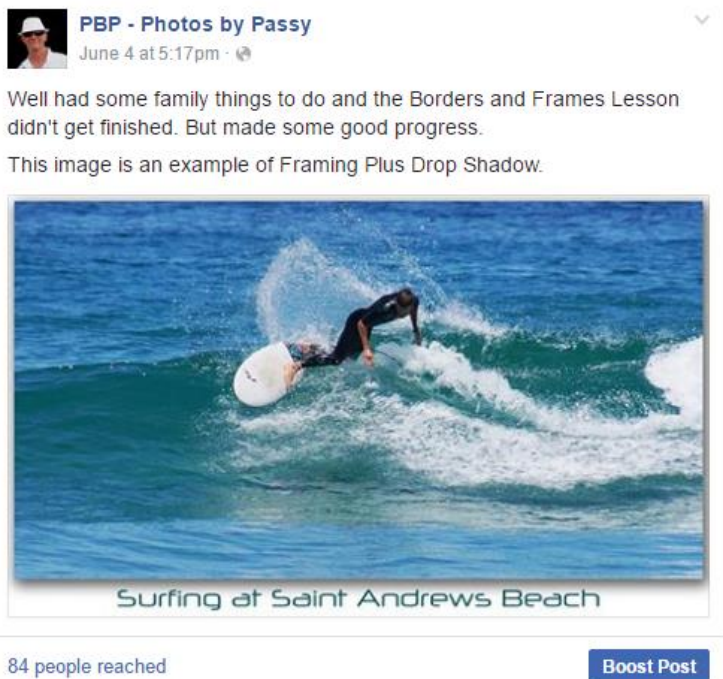 PBP - Photos by Passy
June 4 at 5:17pm ·
Well had some family things to do and the Borders and Frames Lesson
didn't get finished. But made some good progress.
This image is an example of Framing Plus Drop Shadow.
Surfing at Saint Andrews Beach
84 people reached
Boost Post